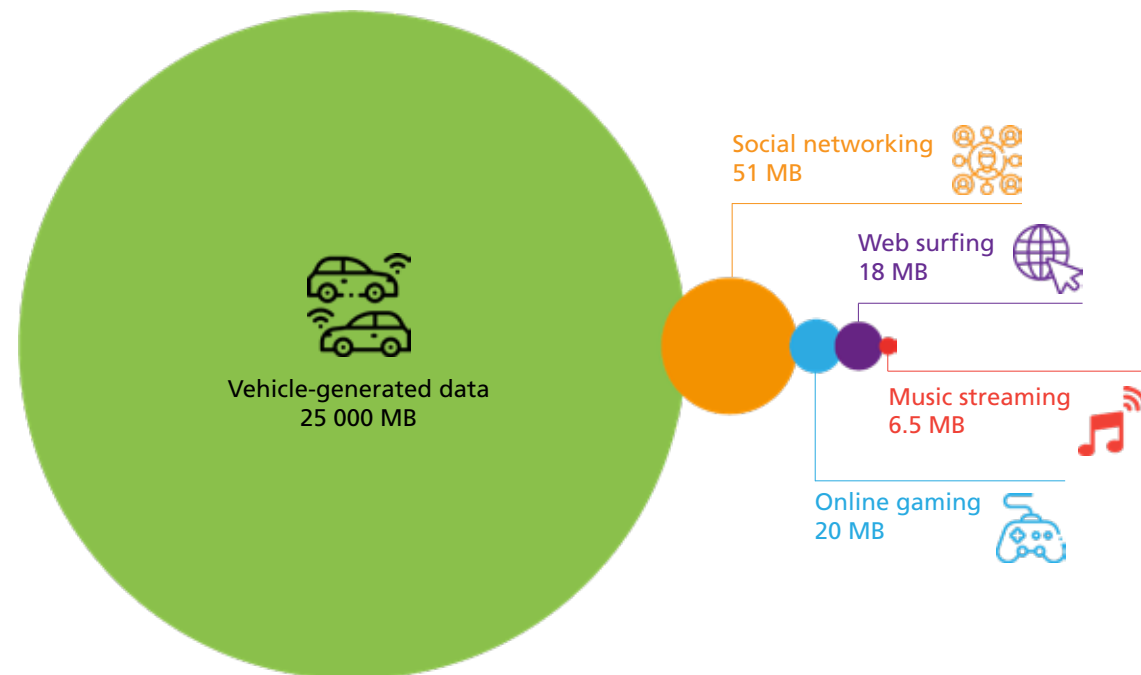 Social networking
51 MB
Web surfing
18 MB
Vehicle-generated data
25 000 MB
Music streaming
6.5 MB
Online gaming
20 MB